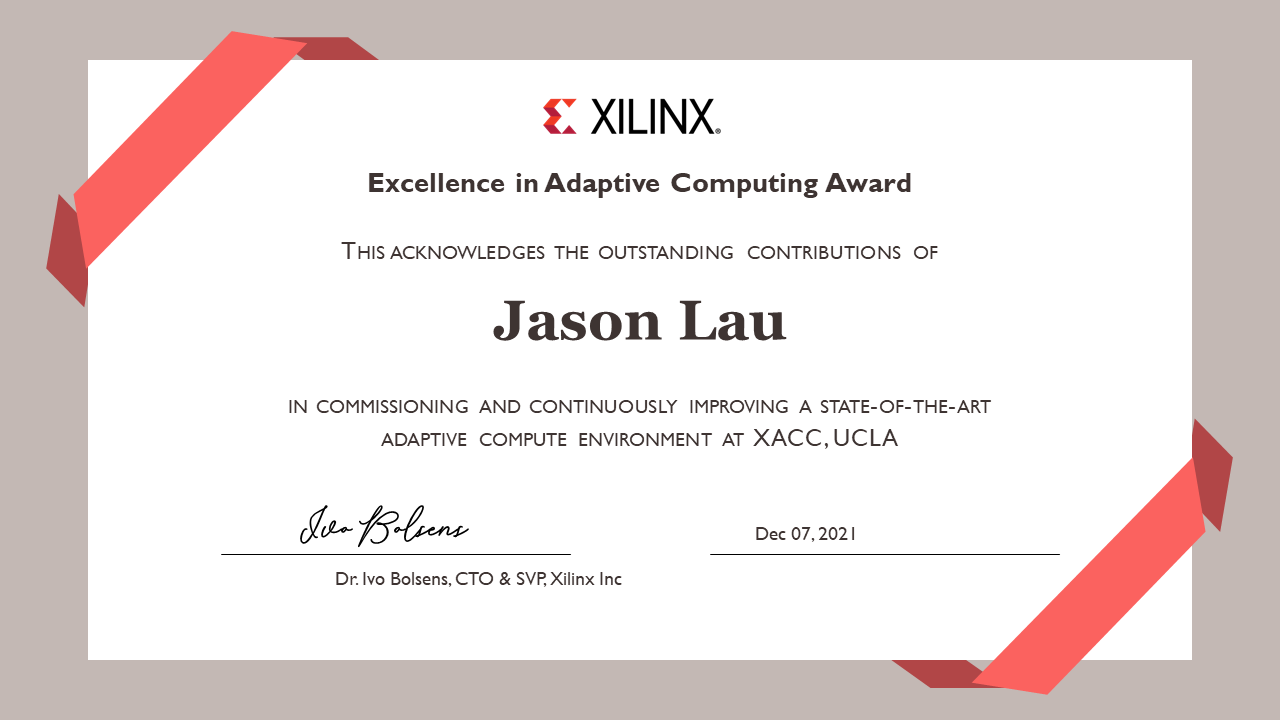 XILINX®
Excellence in Adaptive Computing Award
THIS ACKNOWLEDGES THE OUTSTANDING CONTRIBUTIONS OF
Jason Lau
IN COMMISSIONING AND CONTINUOUSLY IMPROVING A STATE-OF-THE-ART
ADAPTIVE COMPUTE ENVIRONMENT AT XACC, UCLA
Ivo Bolsens
Dec 07, 2021
Dr. Ivo Bolsens, CTO & SVP, Xilinx Inc